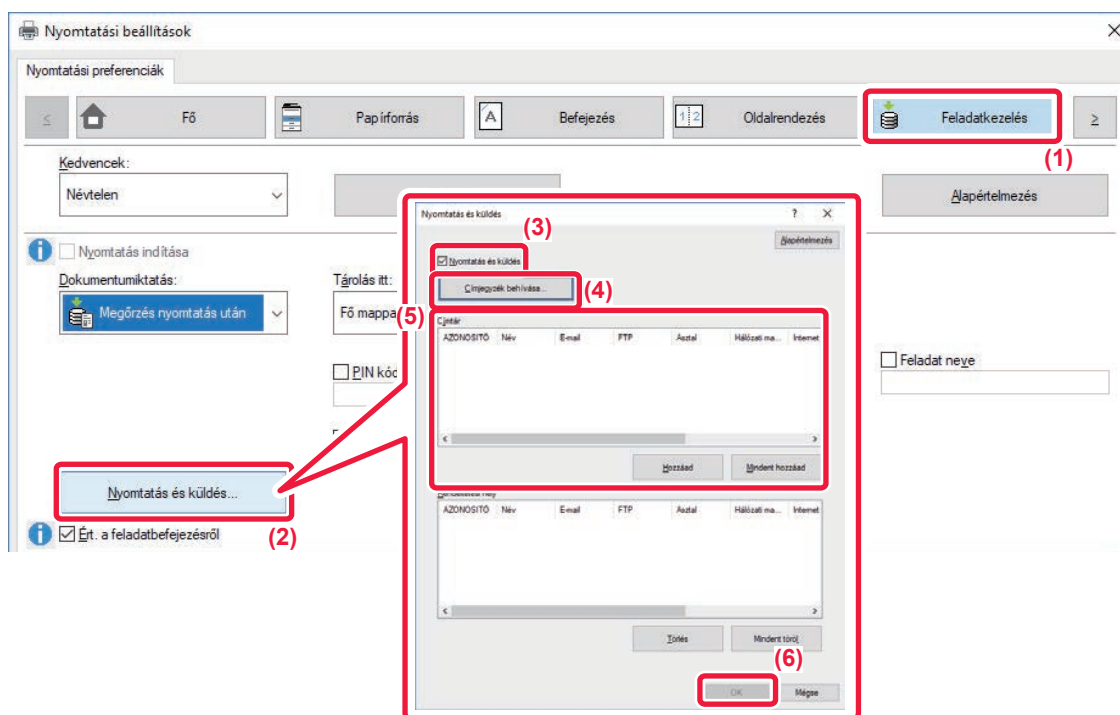 Nyomtatási beállítások
Nyomtatási preferenciák
< Fő Papírforrás Befejezés Oldalrendezés Feladatkezelés >
(1)
Kedvencek:
Névtelen
Alapértelmezés
Nyomtatás indítása
Dokumentumiktatás:
Megőrzés nyomtatás után
Tárolás itt:
Fő mappa
PIN kód
Feladat neve
Nyomtatás és küldés...
(2)
Ért. a feladatbefejezésről
Nyomtatás és küldés ? X
Alapértelmezés
(3)
Nyomtatás és küldés
Címjegyzék behívása...
(4)
(5)
Címtár
AZONOSÍTÓ Név E-mail FTP Asztal Hálózati ma... Internet
Hozzáad Mindent hozzáad
AZONOSÍTÓ Név E-mail FTP Asztal Hálózati ma... Internet
Törlés Mindent töröl
(6)
OK Mégse